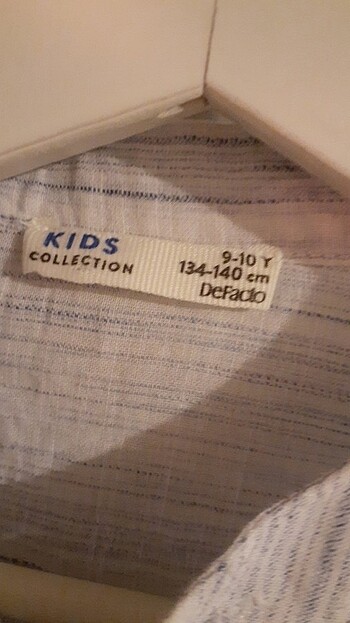 KIDS
COLLECTION
9-10 Y
134-140 cm
DeFacto